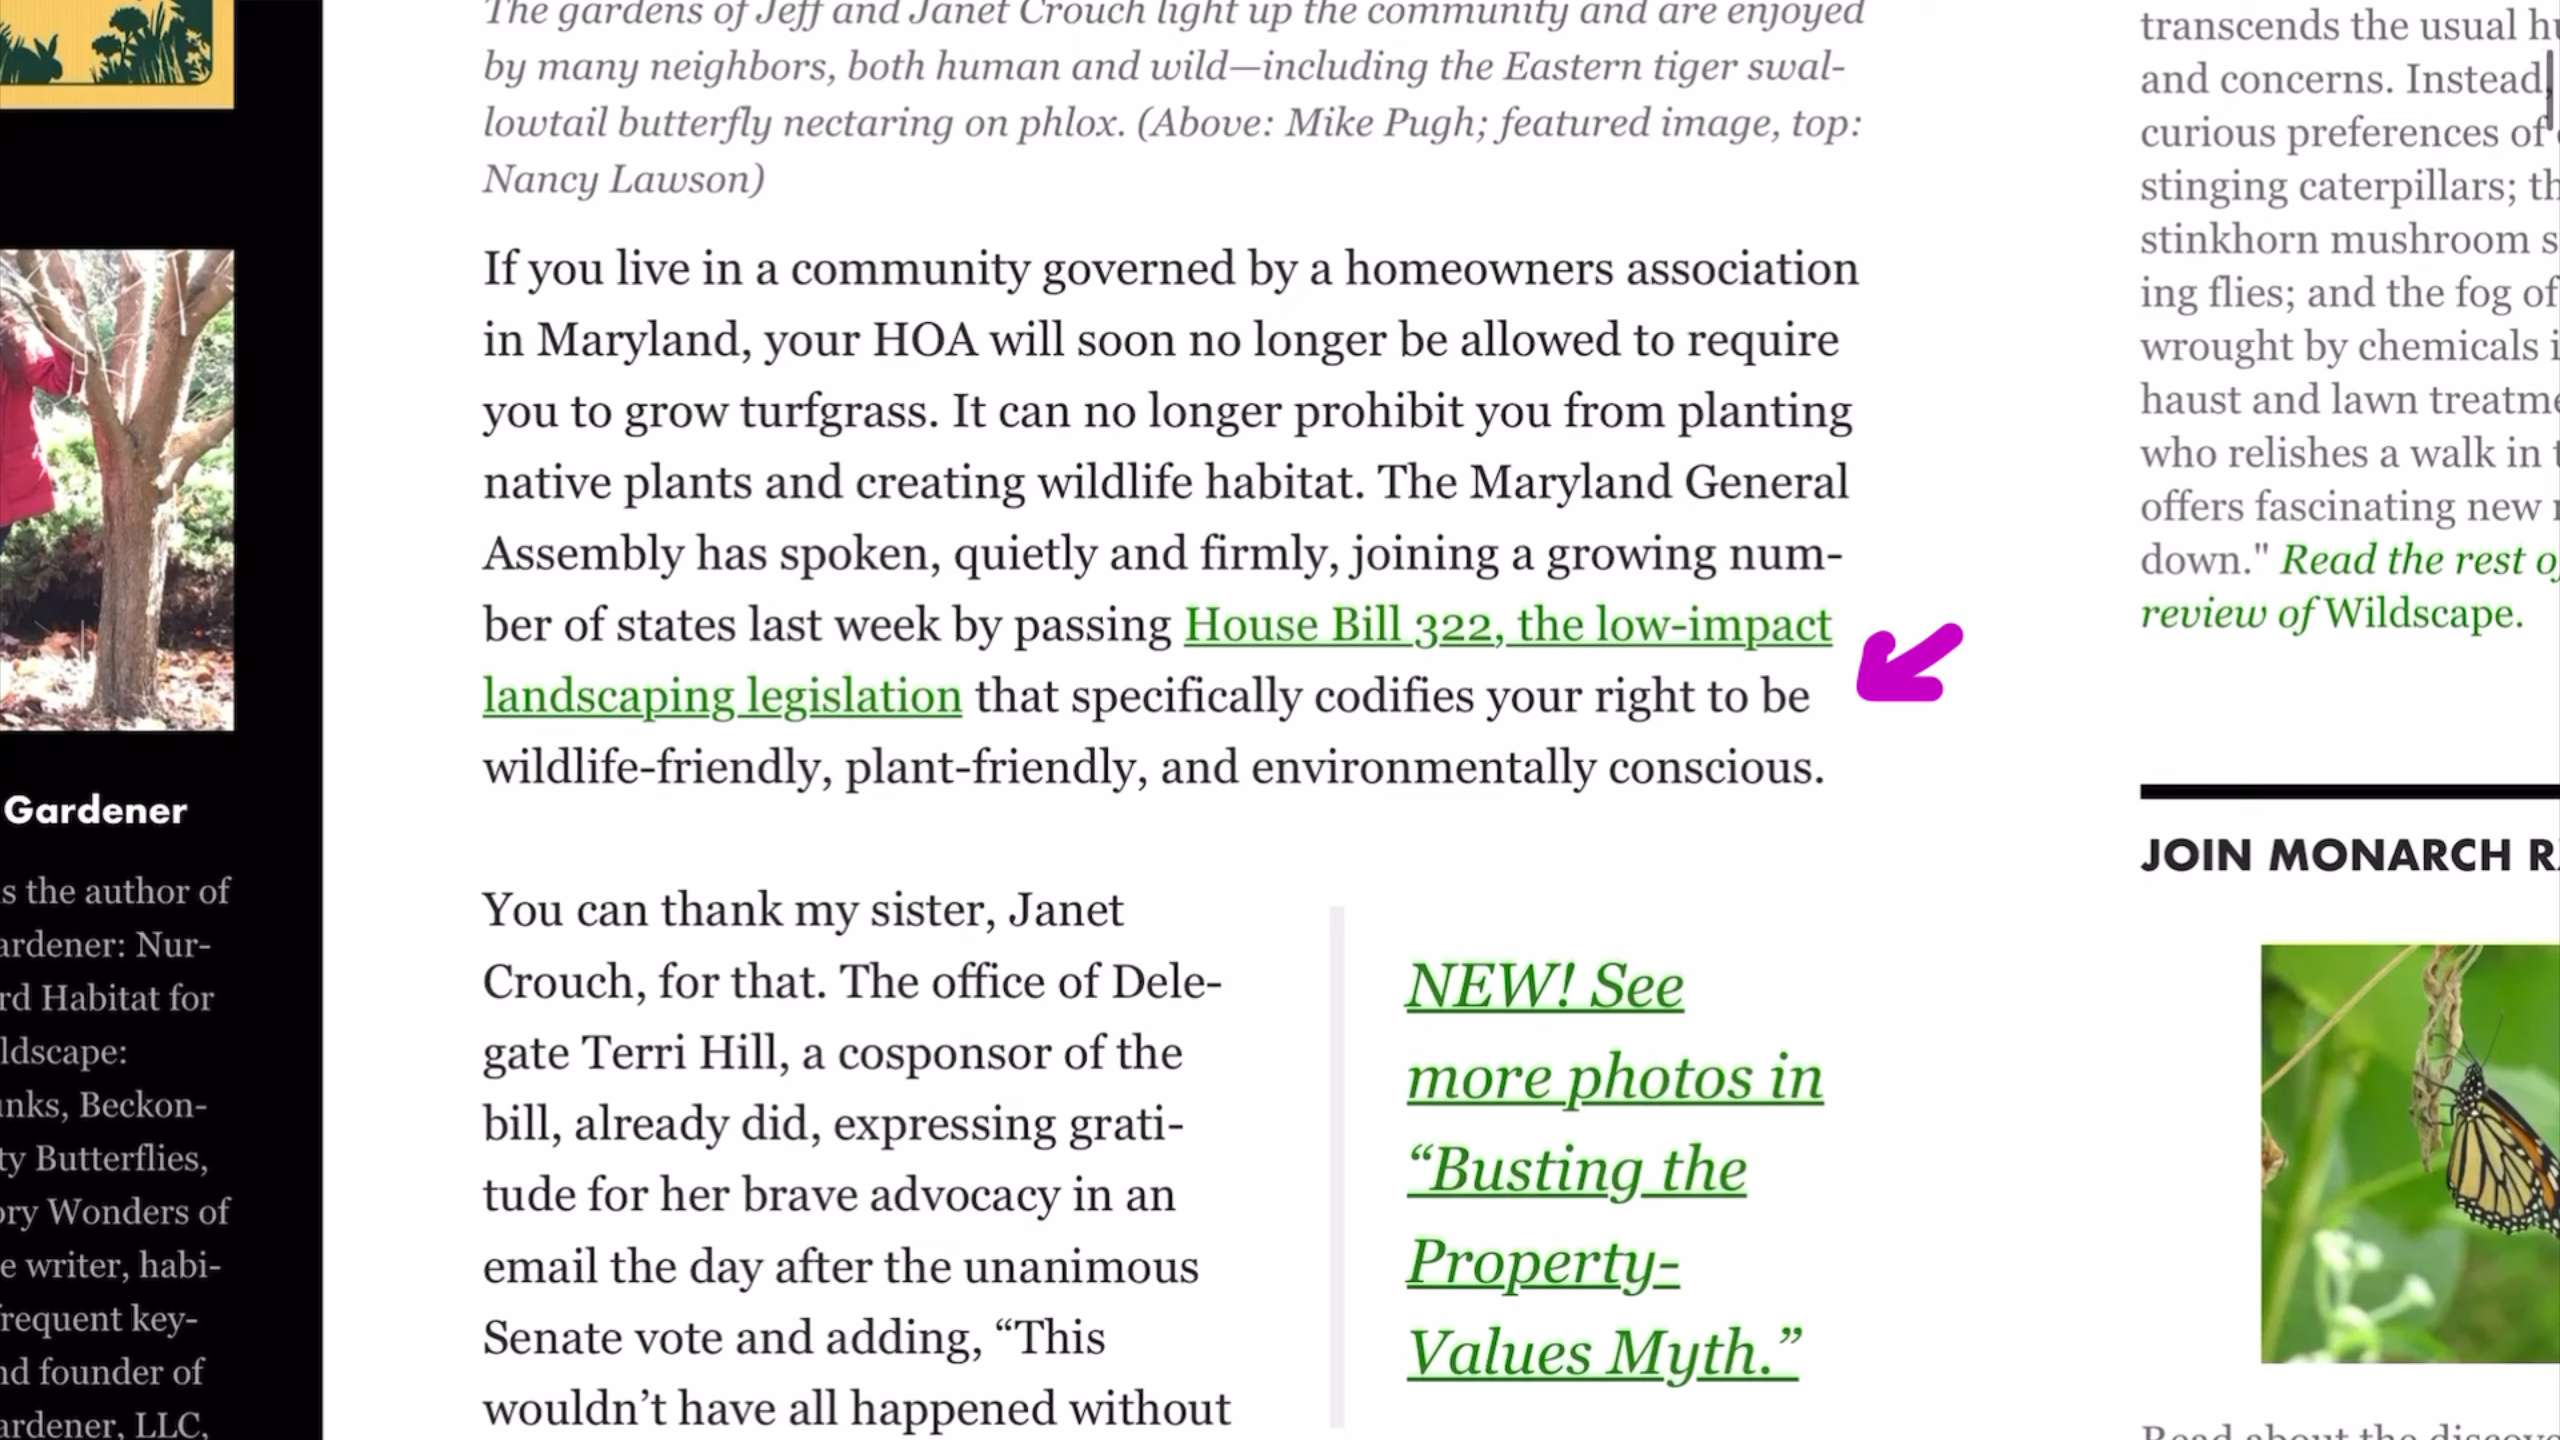 Gardener
s the author of
ardener: Nur-
rd Habitat for
ldscape:
nks, Beckon-
ty Butterflies,
ory Wonders of
e writer, habi-
requent key-
nd founder of
ardener, LLC,
The gardens of Jeff and Janet Crouch light up the community and are enjoyed
by many neighbors, both human and wild—including the Eastern tiger swal-
lowtail butterfly nectaring on phlox. (Above: Mike Pugh; featured image, top:
Nancy Lawson)
If you live in a community governed by a homeowners association
in Maryland, your HOA will soon no longer be allowed to require
you to grow turfgrass. It can no longer prohibit you from planting
native plants and creating wildlife habitat. The Maryland General
Assembly has spoken, quietly and firmly, joining a growing num-
ber of states last week by passing House Bill 322, the low-impact
landscaping legislation that specifically codifies your right to be
wildlife-friendly, plant-friendly, and environmentally conscious.
You can thank my sister, Janet
Crouch, for that. The office of Dele-
gate Terri Hill, a cosponsor of the
bill, already did, expressing grati-
tude for her brave advocacy in an
email the day after the unanimous
Senate vote and adding, “This
wouldn’t have all happened without
NEW! See
more photos in
“Busting the
Property-
Values Myth.”
transcends the usual hu
and concerns. Instead,
curious preferences of
stinging caterpillars; th
stinkhorn mushroom s
ing flies; and the fog of
wrought by chemicals i
haust and lawn treatme
who relishes a walk in t
offers fascinating new
down." Read the rest of
review of Wildscape.
JOIN MONARCH R
Read about the discove